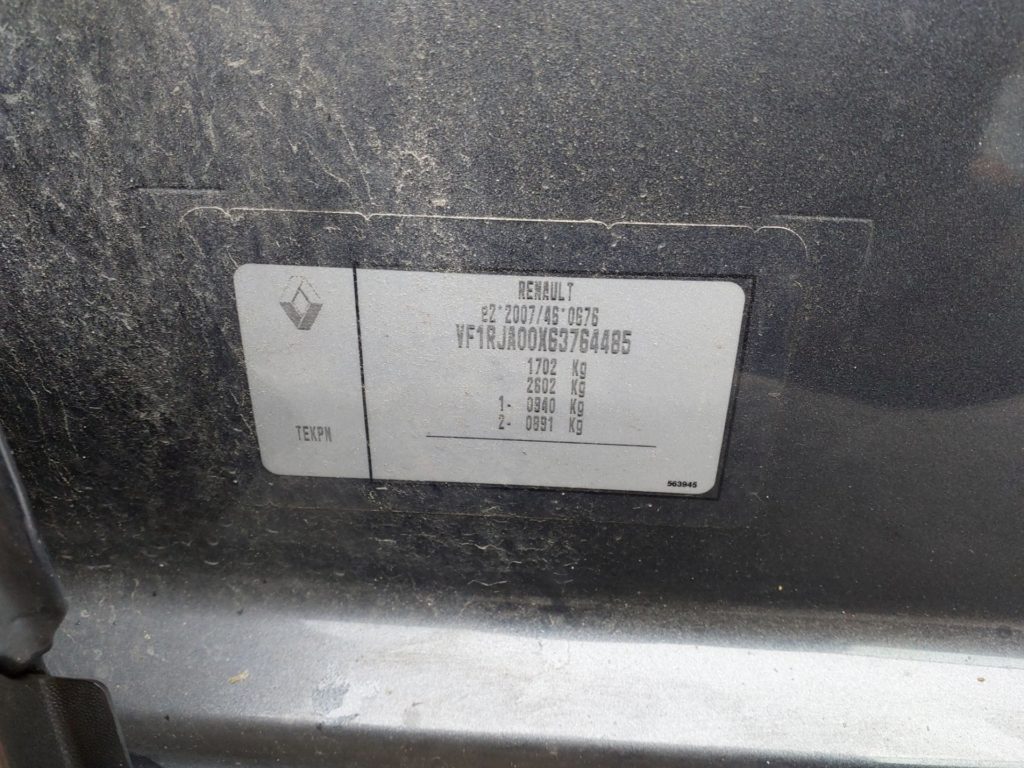 RENAULT
e2*2007/46*0676
VF1RJA00X63764485
1702 Kg
2602 Kg
1- 0940 Kg
2- 0891 Kg
TEKPN
563945